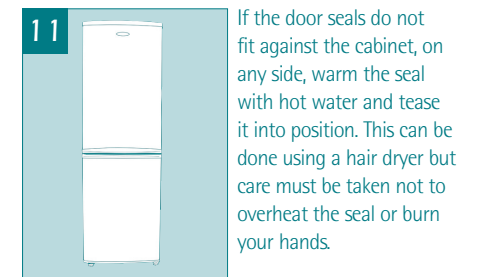 11
If the door seals do not
fit against the cabinet, on
any side, warm the seal
with hot water and tease
it into position. This can be
done using a hair dryer but
care must be taken not to
overheat the seal or burn
your hands.